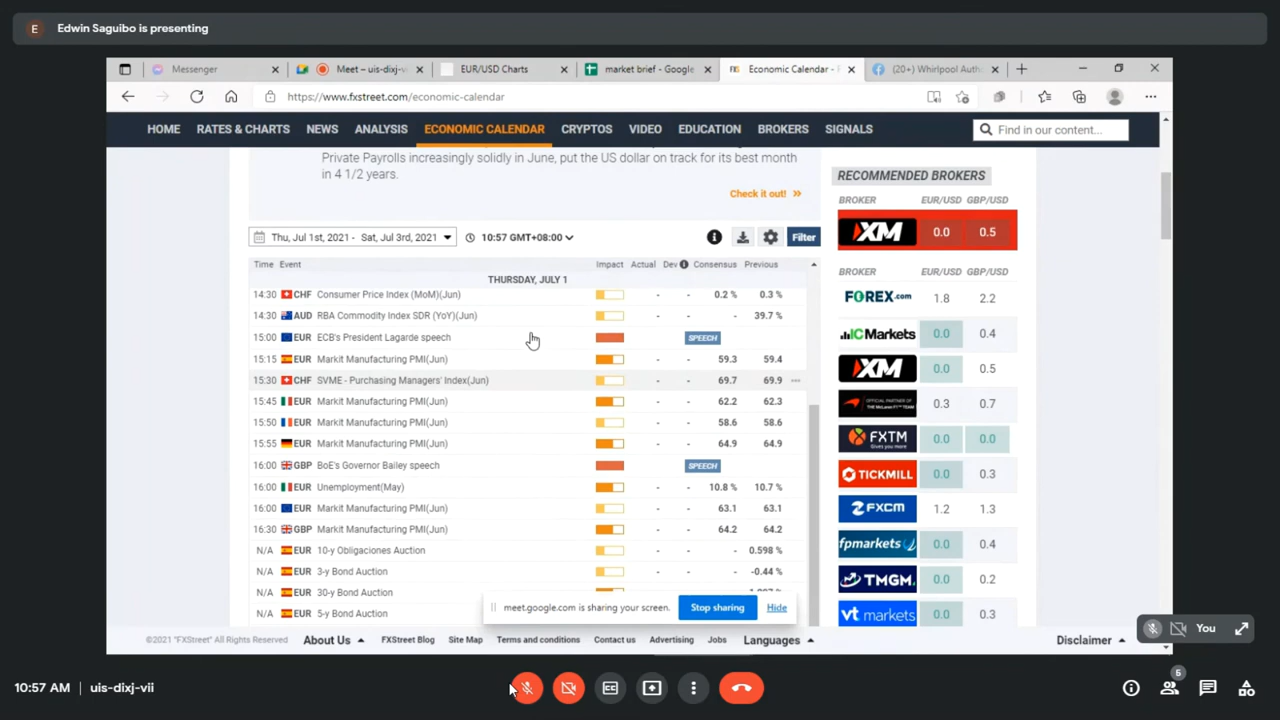 E Edwin Saguibo is presenting
Messenger
Meet – uis-dixj-v
EUR/USD Charts
market brief - Google
Economic Calendar -
(20+) Whirlpool Auth
https://www.fxstreet.com/economic-calendar
HOME RATES & CHARTS NEWS ANALYSIS ECONOMIC CALENDAR CRYPTOS VIDEO EDUCATION BROKERS SIGNALS Find in our content...
Private Payrolls increasingly solidly in June, put the US dollar on track for its best month
in 4 1/2 years.
Check it out! »
Thu, Jul 1st, 2021 - Sat, Jul 3rd, 2021 10:57 GMT+08:00 Filter
Time Event Impact Actual Dev Consensus Previous
THURSDAY, JULY 1
14:30 CHF Consumer Price Index (MoM)(Jun) - - 0.2 % 0.3 %
14:30 AUD RBA Commodity Index SDR (YoY)(Jun) - - - 39.7 %
15:00 EUR ECB's President Lagarde speech SPEECH
15:15 EUR Markit Manufacturing PMI(Jun) - - 59.3 59.4
15:30 CHF SVME - Purchasing Managers' Index(Jun) - - 69.7 69.9
15:45 EUR Markit Manufacturing PMI(Jun) - - 62.2 62.3
15:50 EUR Markit Manufacturing PMI(Jun) - - 58.6 58.6
15:55 EUR Markit Manufacturing PMI(Jun) - - 64.9 64.9
16:00 GBP BoE's Governor Bailey speech SPEECH
16:00 EUR Unemployment(May) - - 10.8 % 10.7 %
16:00 EUR Markit Manufacturing PMI(Jun) - - 63.1 63.1
16:30 GBP Markit Manufacturing PMI(Jun) - - 64.2 64.2
N/A EUR 10-y Obligaciones Auction - - - 0.598 %
N/A EUR 3-y Bond Auction - - - -0.44 %
N/A EUR 30-y Bond Auction
N/A EUR 5-y Bond Auction
RECOMMENDED BROKERS
BROKER EUR/USD GBP/USD
XM 0.0 0.5
BROKER EUR/USD GBP/USD
FOREX.com 1.8 2.2
IC Markets 0.0 0.4
XM 0.0 0.5
OFFICIAL PARTNER OF THE McLAREN F1 TEAM 0.3 0.7
FXTM 0.0 0.0
TICKMILL 0.0 0.3
FXCM 1.2 1.3
fpmarkets 0.0 0.4
TMGM 0.0 0.2
vt markets 0.0 0.3
meet.google.com is sharing your screen. Stop sharing Hide
©2021 "FXStreet" All Rights Reserved About Us FXStreet Blog Site Map Terms and conditions Contact us Advertising Jobs Languages Disclaimer
You
10:57 AM | uis-dixj-vii
5